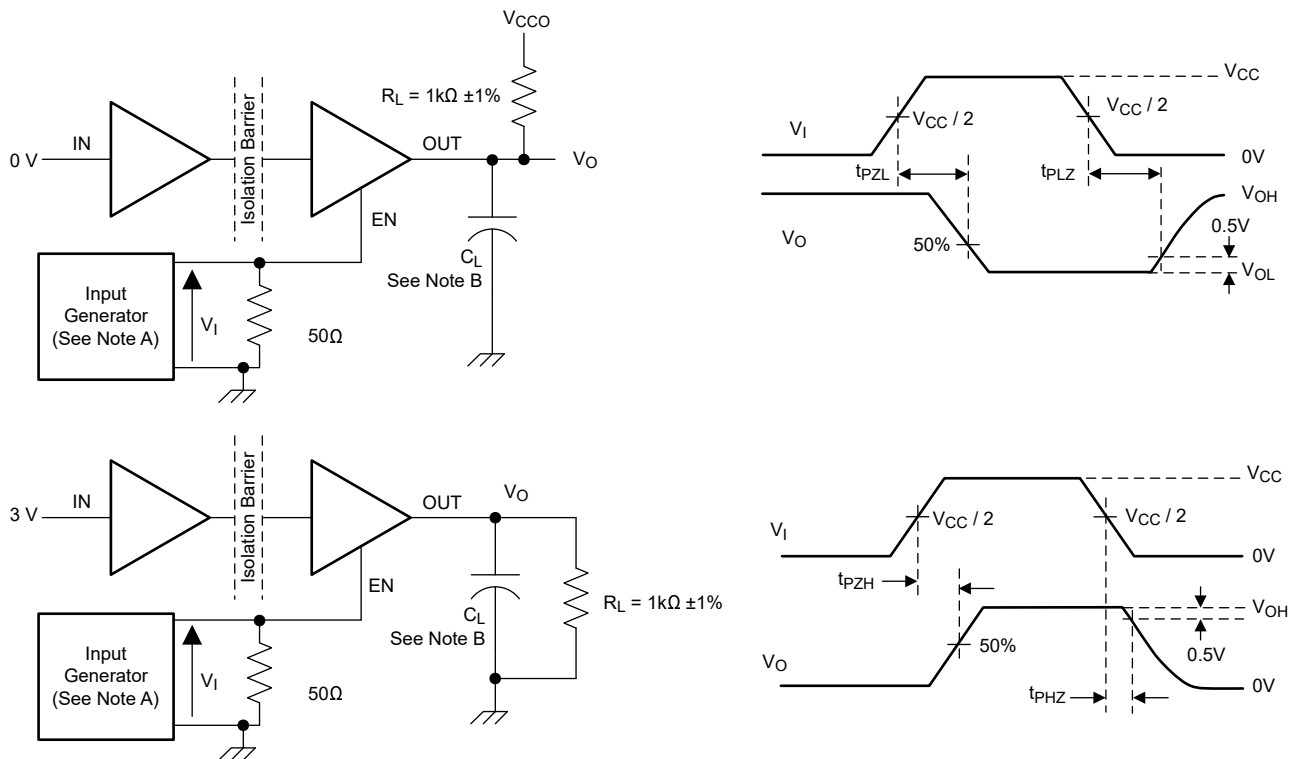 VCCO
RL = 1kΩ ±1%
0 V
IN
Isolation Barrier
OUT
VO
EN
CL
See Note B
Input
Generator
(See Note A)
VI
50Ω
VCC
VCC / 2
VCC / 2
VI
0V
tPZL
tPLZ
VOH
0.5V
VO
50%
VOL
3 V
IN
Isolation Barrier
OUT
VO
EN
CL
See Note B
RL = 1kΩ ±1%
Input
Generator
(See Note A)
VI
50Ω
VCC
VCC / 2
VCC / 2
VI
0V
tPZH
VOH
50%
0.5V
VO
0V
tPHZ